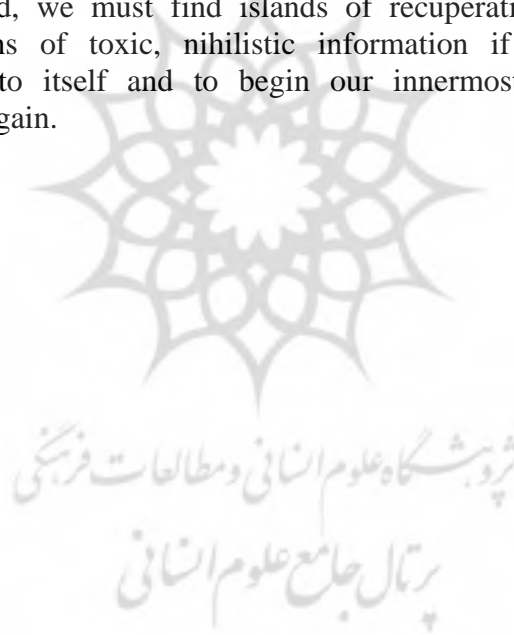 d, we must find islands of recuperati
ns of toxic, nihilistic information if
to itself and to begin our innermost
gain.
پژوهشگاه علوم انسانی و مطالعات فرهنگی
پرتال جامع علوم انسانی